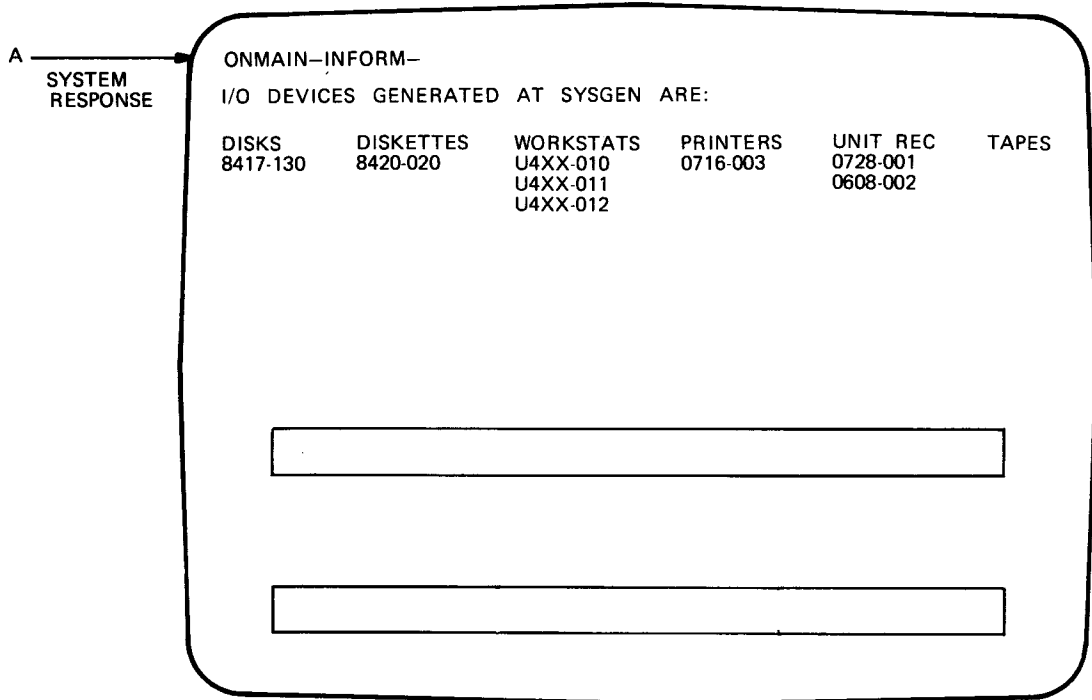 A
SYSTEM
RESPONSE
ONMAIN—INFORM—
I/O DEVICES GENERATED AT SYSGEN ARE:
DISKS DISKETTES WORKSTATS PRINTERS UNIT REC TAPES
8417-130 8420-020 U4XX-010 0716-003 0728-001
U4XX-011 0608-002
U4XX-012